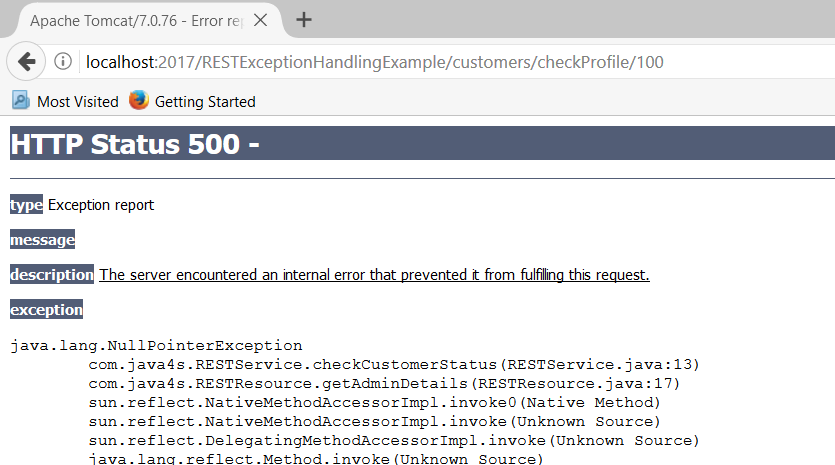 Apache Tomcat/7.0.76 - Error rep
localhost:2017/RESTExceptionHandlingExample/customers/checkProfile/100
Most Visited Getting Started
HTTP Status 500 -
type Exception report
message
description The server encountered an internal error that prevented it from fulfilling this request.
exception
java.lang.NullPointerException
com.java4s.RESTService.checkCustomerStatus(RESTService.java:13)
com.java4s.RESTResource.getAdminDetails(RESTResource.java:17)
sun.reflect.NativeMethodAccessorImpl.invoke0(Native Method)
sun.reflect.NativeMethodAccessorImpl.invoke(Unknown Source)
sun.reflect.DelegatingMethodAccessorImpl.invoke(Unknown Source)
java.lang.reflect.Method.invoke(Unknown Source)